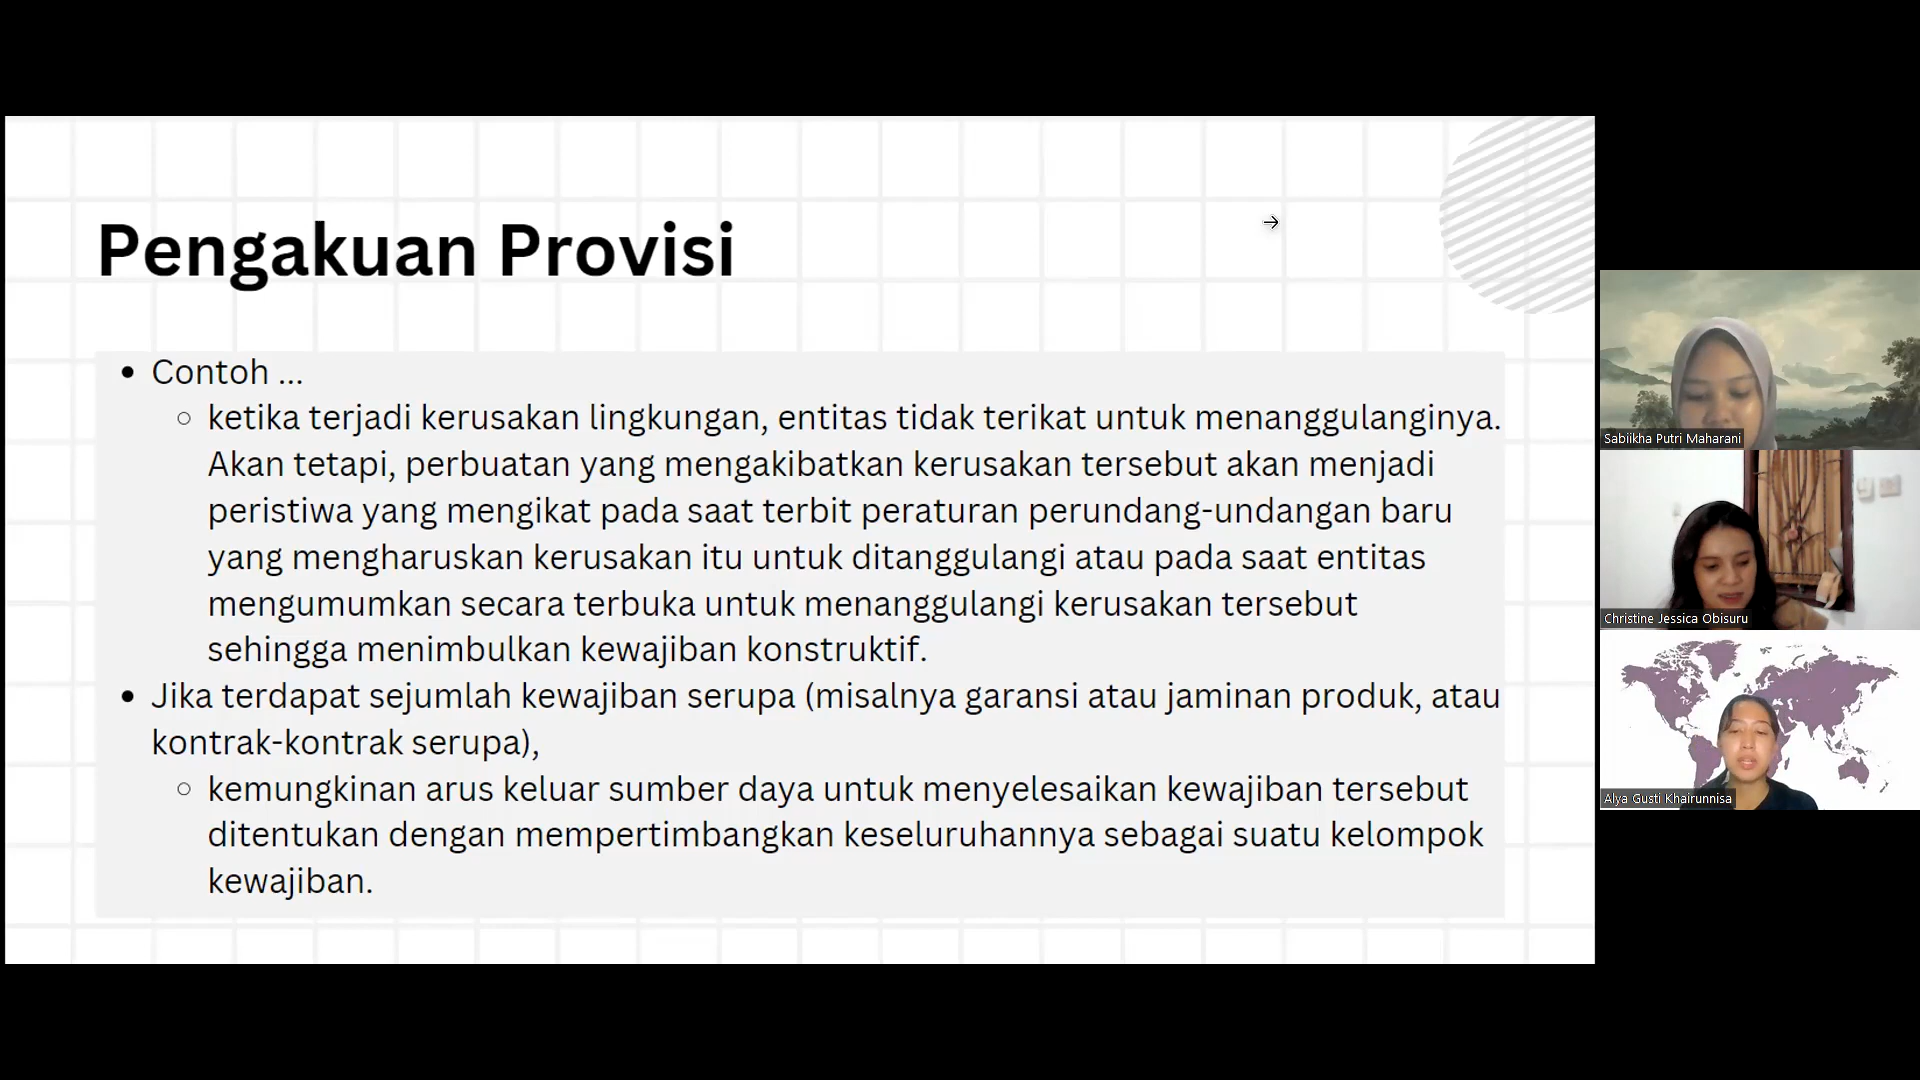 Pengakuan Provisi
• Contoh ...
○ ketika terjadi kerusakan lingkungan, entitas tidak terikat untuk menanggulanginya.
Akan tetapi, perbuatan yang mengakibatkan kerusakan tersebut akan menjadi
peristiwa yang mengikat pada saat terbit peraturan perundang-undangan baru
yang mengharuskan kerusakan itu untuk ditanggulangi atau pada saat entitas
mengumumkan secara terbuka untuk menanggulangi kerusakan tersebut
sehingga menimbulkan kewajiban konstruktif.
• Jika terdapat sejumlah kewajiban serupa (misalnya garansi atau jaminan produk, atau
kontrak-kontrak serupa),
○ kemungkinan arus keluar sumber daya untuk menyelesaikan kewajiban tersebut
ditentukan dengan mempertimbangkan keseluruhannya sebagai suatu kelompok
kewajiban.
Sabiikha Putri Maharani
Christine Jessica Obisuru
Alya Gusti Khairunnisa